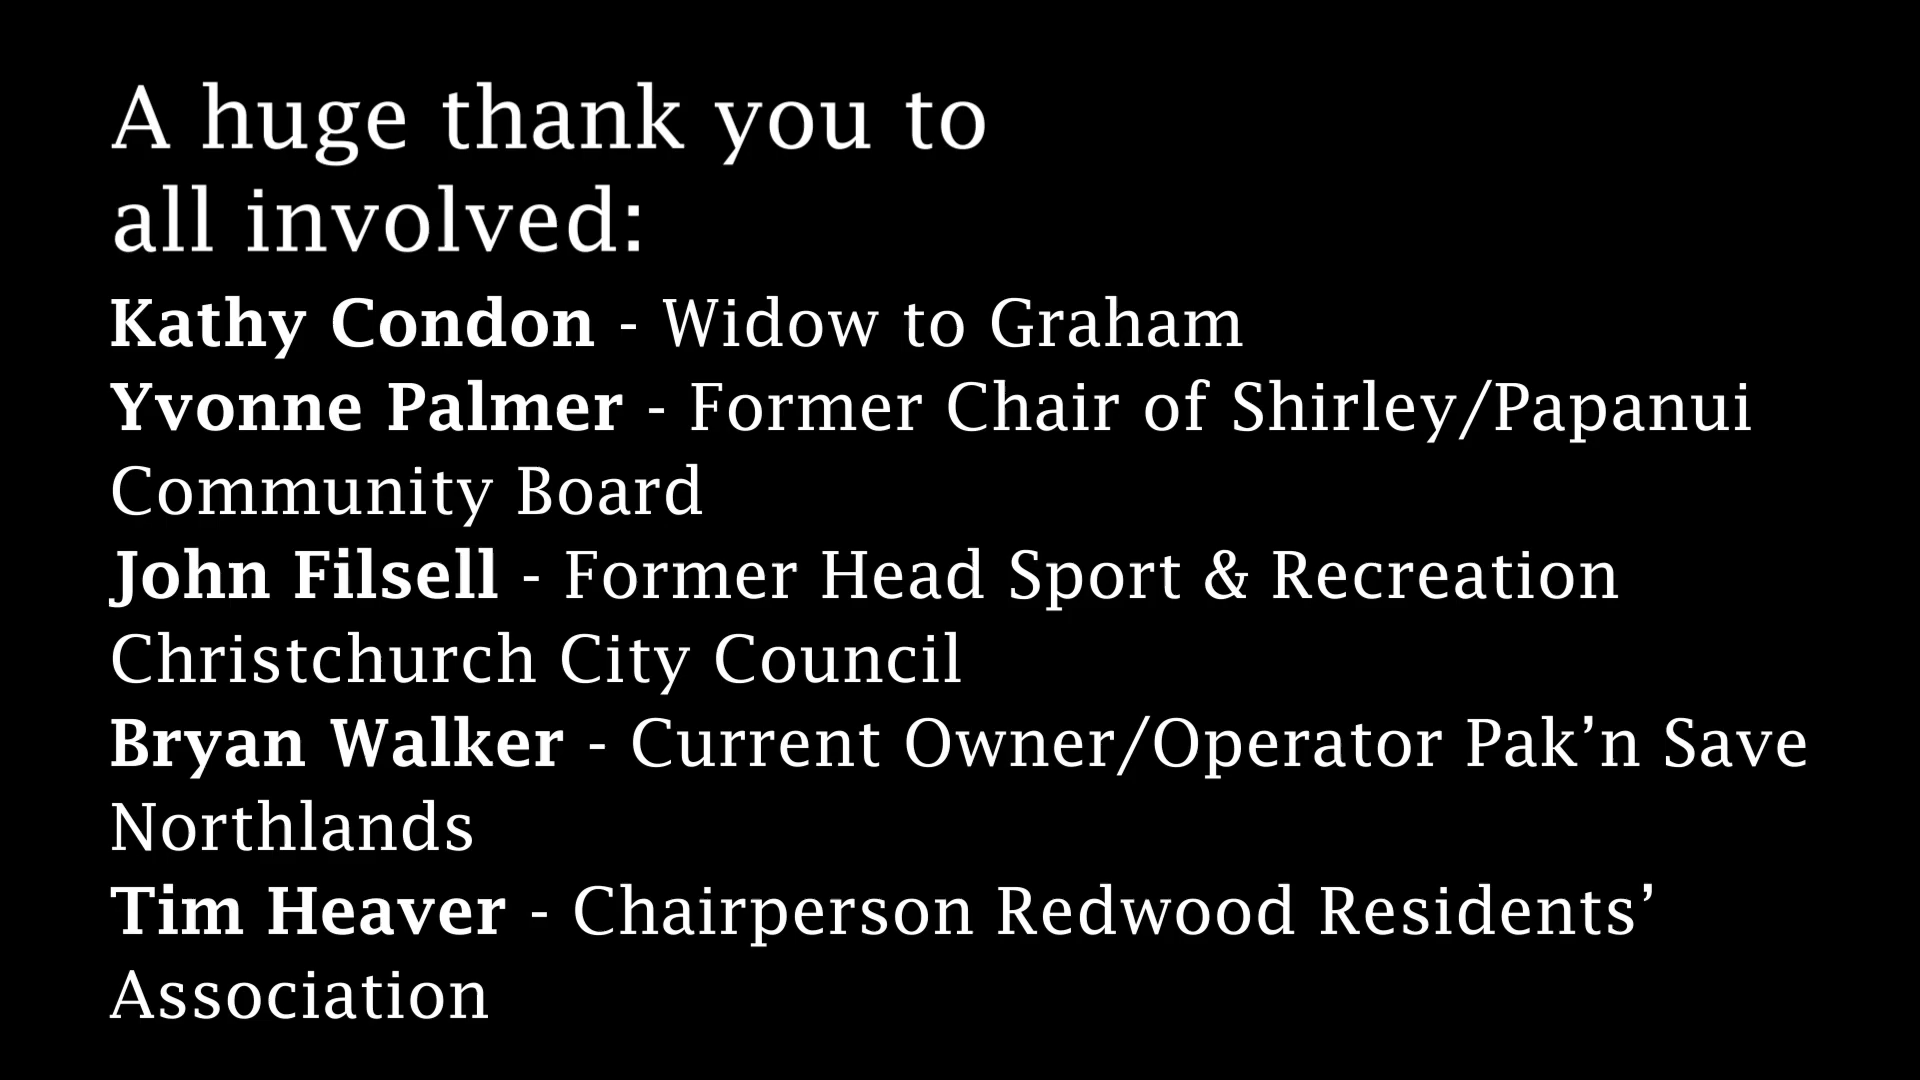 A huge thank you to
all involved:
Kathy Condon - Widow to Graham
Yvonne Palmer - Former Chair of Shirley/Papanui
Community Board
John Filsell - Former Head Sport & Recreation
Christchurch City Council
Bryan Walker - Current Owner/Operator Pak’n Save
Northlands
Tim Heaver - Chairperson Redwood Residents’
Association